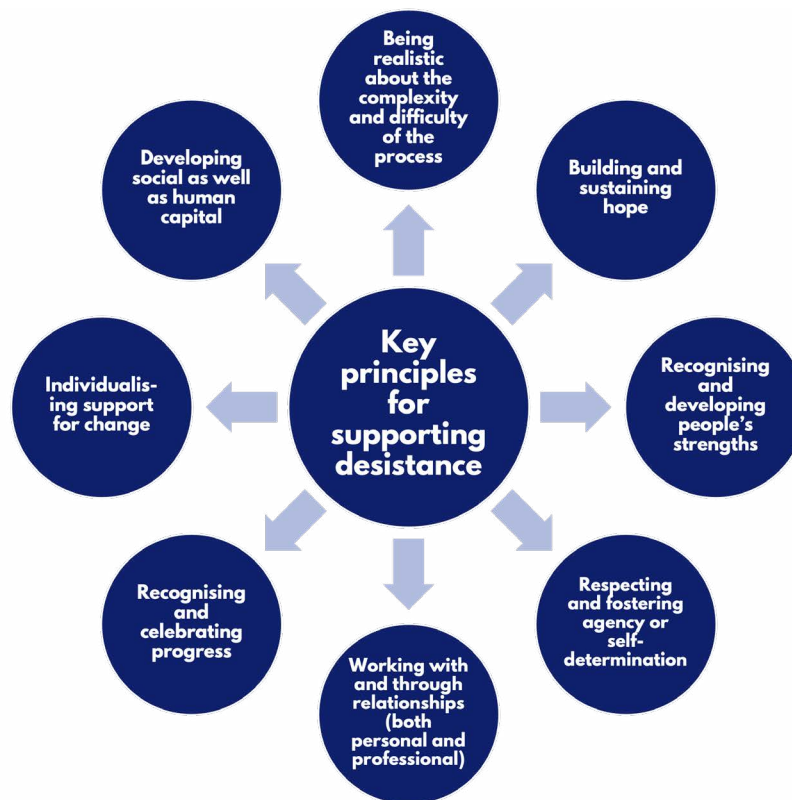 Key
principles
for
supporting
desistance
Being
realistic
about the
complexity
and difficulty
of the
process
Building and
sustaining
hope
Recognising
and
developing
people's
strengths
Respecting
and fostering
agency or
self-
determination
Working with
and through
relationships
(both
personal and
professional)
Recognising
and
celebrating
progress
Individualis-
ing support
for change
Developing
social as well
as human
capital